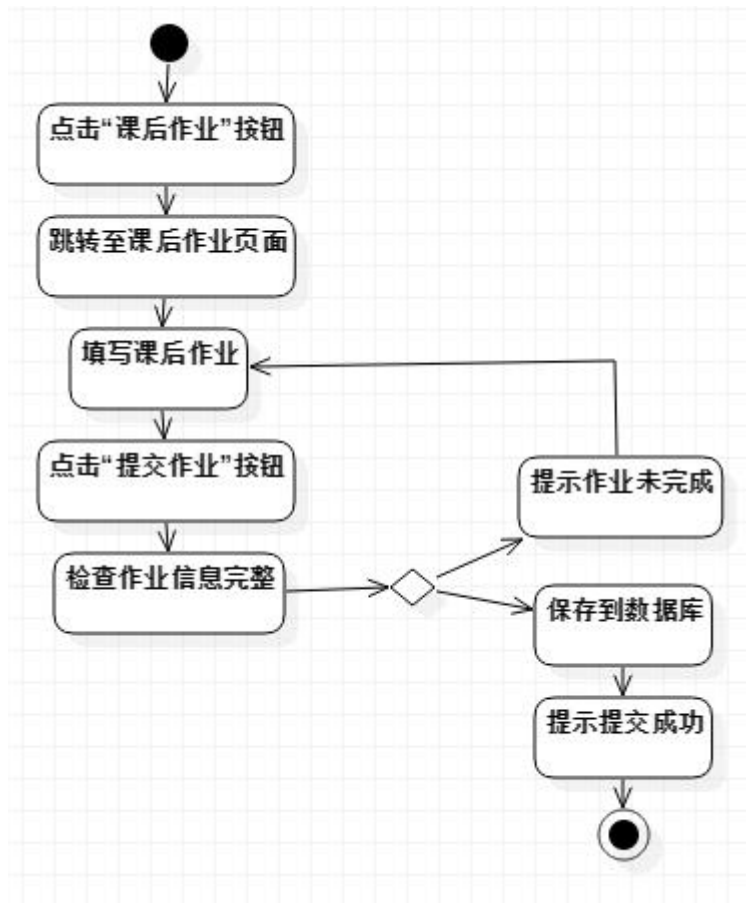 点击“课后作业”按钮
跳转至课后作业页面
填写课后作业
点击“提交作业”按钮
检查作业信息完整
提示作业未完成
保存到数据库
提示提交成功